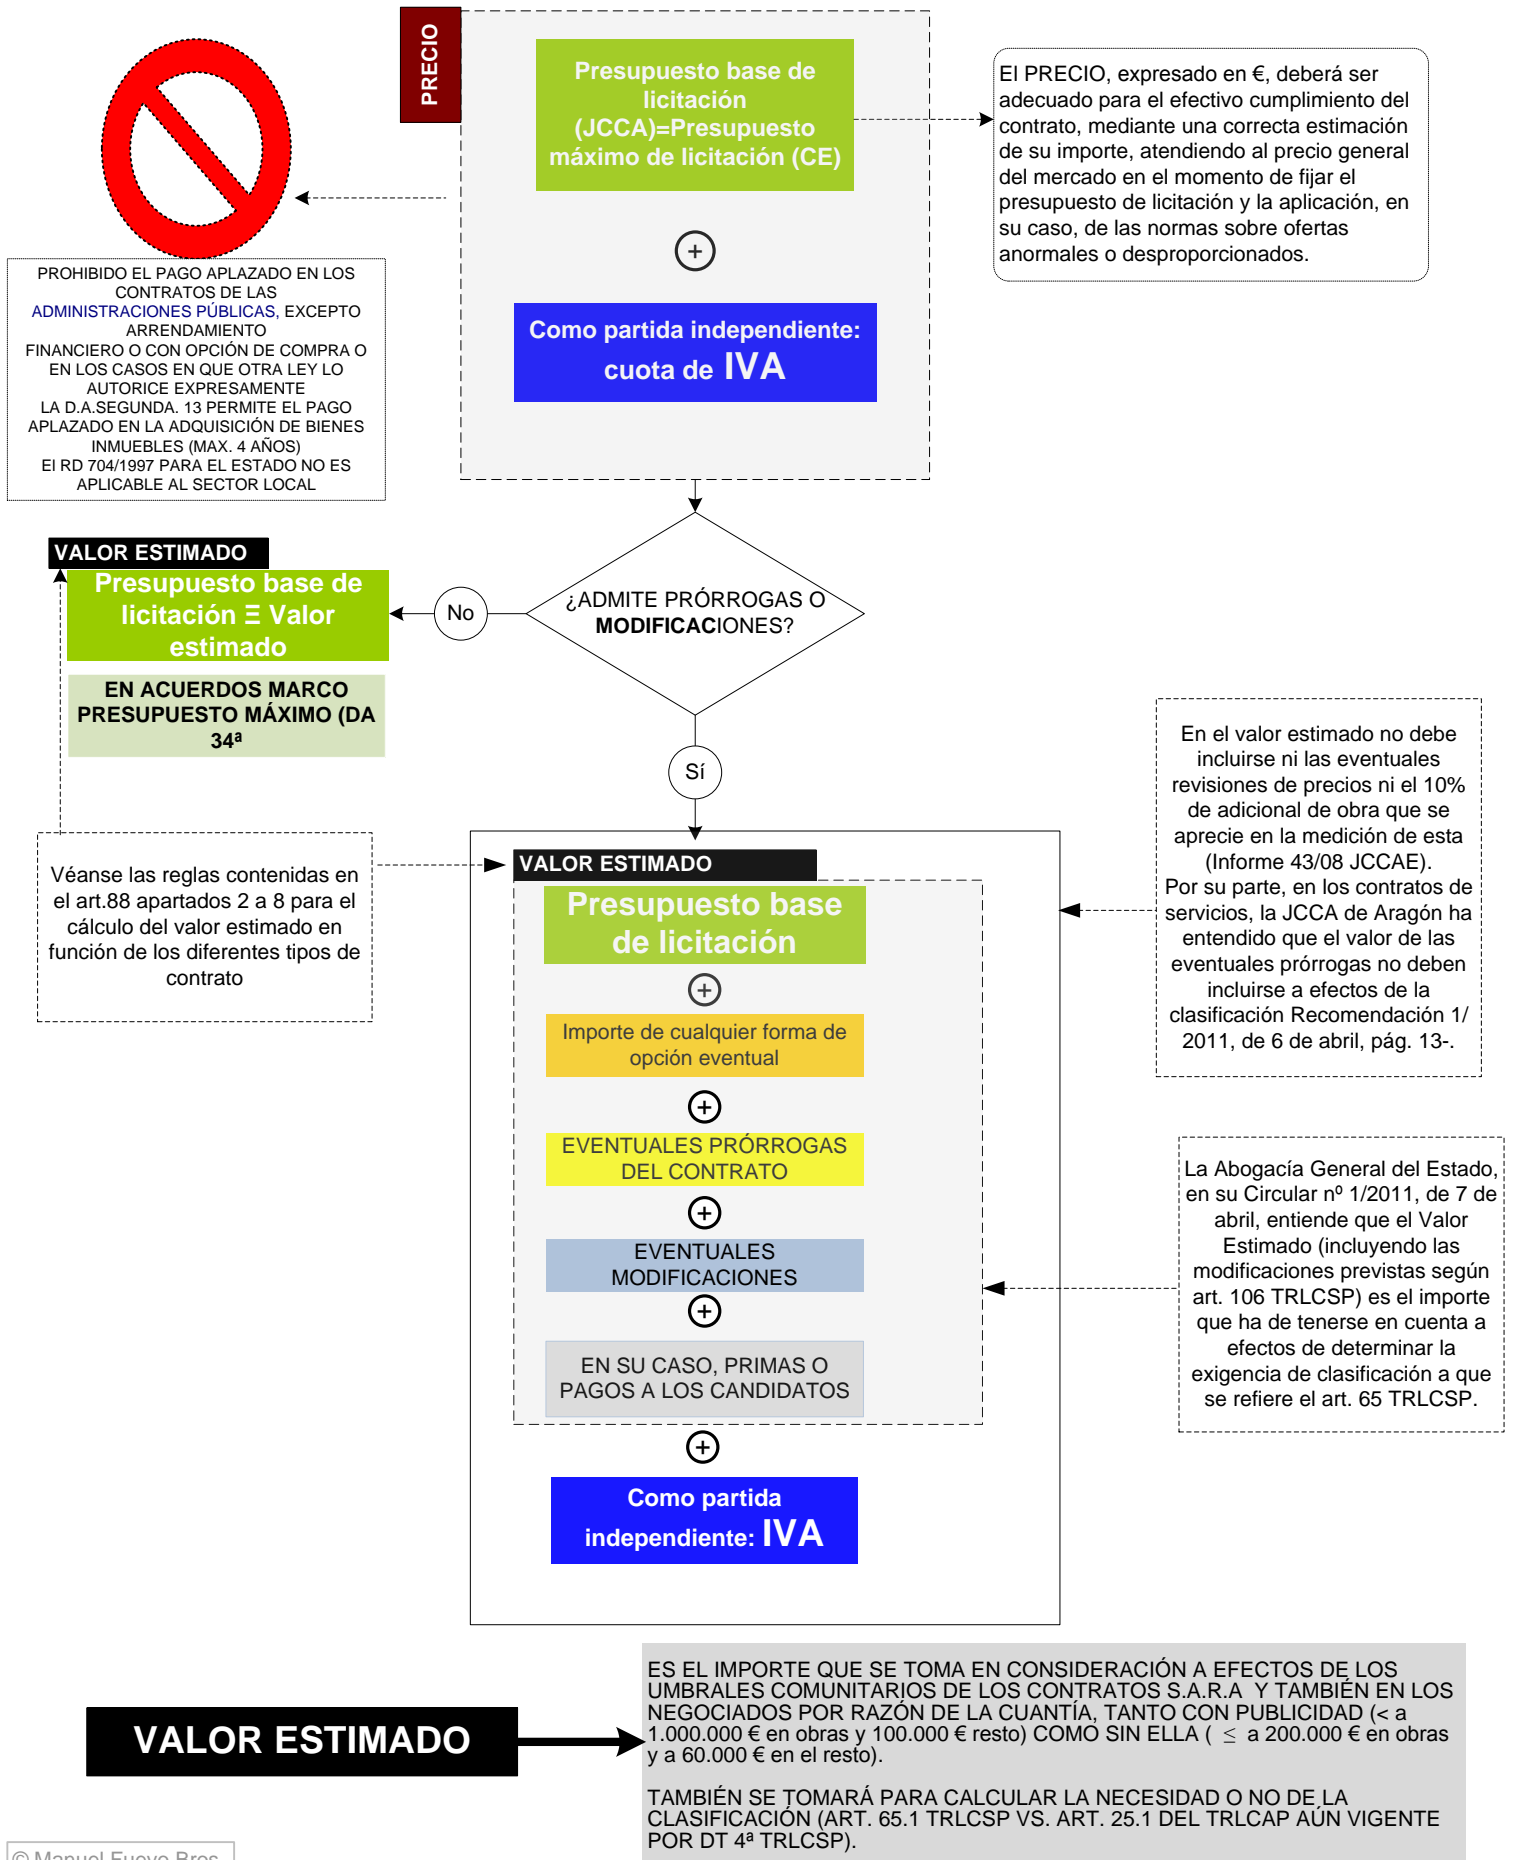 PRECIO
Presupuesto base de
licitación
(JCCA)=Presupuesto
máximo de licitación (CE)
+
Como partida independiente:
cuota de IVA
El PRECIO, expresado en €, deberá ser
adecuado para el efectivo cumplimiento del
contrato, mediante una correcta estimación
de su importe, atendiendo al precio general
del mercado en el momento de fijar el
presupuesto de licitación y la aplicación, en
su caso, de las normas sobre ofertas
anormales o desproporcionados.
PROHIBIDO EL PAGO APLAZADO EN LOS
CONTRATOS DE LAS
ADMINISTRACIONES PÚBLICAS, EXCEPTO
ARRENDAMIENTO
FINANCIERO O CON OPCIÓN DE COMPRA O
EN LOS CASOS EN QUE OTRA LEY LO
AUTORICE EXPRESAMENTE
LA D.A.SEGUNDA. 13 PERMITE EL PAGO
APLAZADO EN LA ADQUISICIÓN DE BIENES
INMUEBLES (MAX. 4 AÑOS)
El RD 704/1997 PARA EL ESTADO NO ES
APLICABLE AL SECTOR LOCAL
¿ADMITE PRÓRROGAS O
MODIFICACIONES?
No
VALOR ESTIMADO
Presupuesto base de
licitación Ξ Valor
estimado
EN ACUERDOS MARCO
PRESUPUESTO MÁXIMO (DA
34ª
Sí
Véanse las reglas contenidas en
el art.88 apartados 2 a 8 para el
cálculo del valor estimado en
función de los diferentes tipos de
contrato
VALOR ESTIMADO
Presupuesto base
de licitación
+
Importe de cualquier forma de
opción eventual
+
EVENTUALES PRÓRROGAS
DEL CONTRATO
+
EVENTUALES
MODIFICACIONES
+
EN SU CASO, PRIMAS O
PAGOS A LOS CANDIDATOS
+
Como partida
independiente: IVA
En el valor estimado no debe
incluirse ni las eventuales
revisiones de precios ni el 10%
de adicional de obra que se
aprecie en la medición de esta
(Informe 43/08 JCCAE).
Por su parte, en los contratos de
servicios, la JCCA de Aragón ha
entendido que el valor de las
eventuales prórrogas no deben
incluirse a efectos de la
clasificación Recomendación 1/
2011, de 6 de abril, pág. 13-.
La Abogacía General del Estado,
en su Circular nº 1/2011, de 7 de
abril, entiende que el Valor
Estimado (incluyendo las
modificaciones previstas según
art. 106 TRLCSP) es el importe
que ha de tenerse en cuenta a
efectos de determinar la
exigencia de clasificación a que
se refiere el art. 65 TRLCSP.
VALOR ESTIMADO
ES EL IMPORTE QUE SE TOMA EN CONSIDERACIÓN A EFECTOS DE LOS
UMBRALES COMUNITARIOS DE LOS CONTRATOS S.A.R.A Y TAMBIÉN EN LOS
NEGOCIADOS POR RAZÓN DE LA CUANTÍA, TANTO CON PUBLICIDAD (< a
1.000.000 € en obras y 100.000 € resto) COMO SIN ELLA ( ≤ a 200.000 € en obras
y a 60.000 € en el resto).
TAMBIÉN SE TOMARÁ PARA CALCULAR LA NECESIDAD O NO DE LA
CLASIFICACIÓN (ART. 65.1 TRLCSP VS. ART. 25.1 DEL TRLCAP AÚN VIGENTE
POR DT 4ª TRLCSP).
© Manuel Fueyo Bros